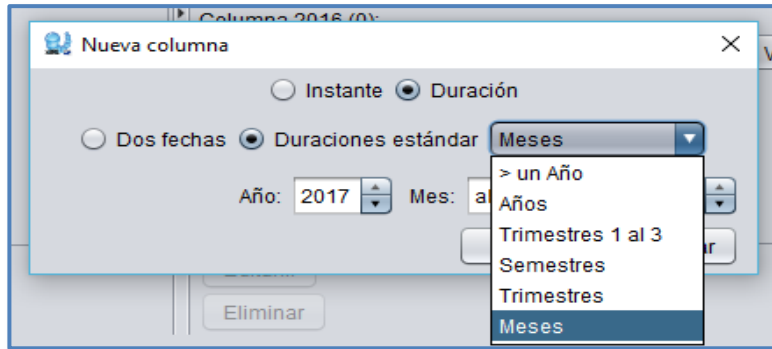 Columna 2016 (0):
Nueva columna
Instante Duración
Dos fechas Duraciones estándar Meses
> un Año
Año: 2017 Mes: Años
Trimestres 1 al 3
Semestres
Trimestres
Eliminar Meses